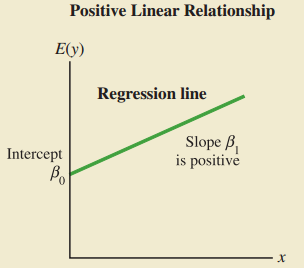 Positive Linear Relationship
E(y)
Regression line
Slope β₁
is positive
Intercept
β₀
x